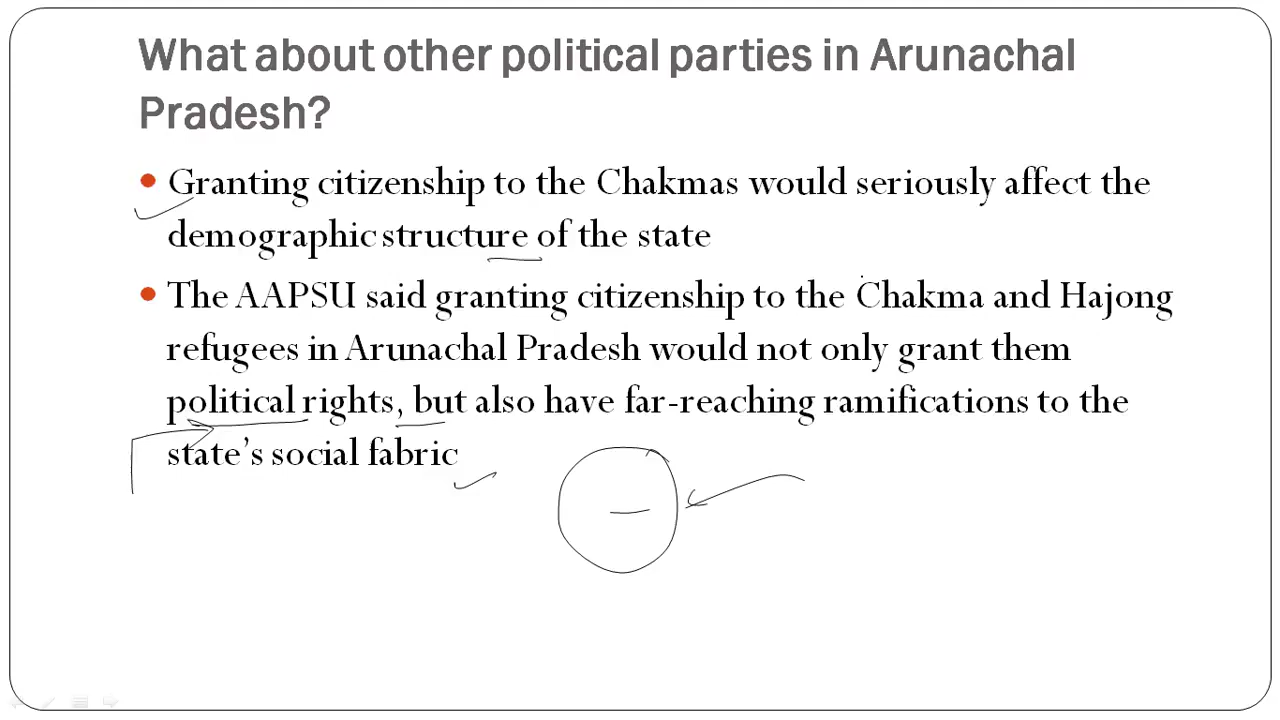 What about other political parties in Arunachal
Pradesh?
Granting citizenship to the Chakmas would seriously affect the
demographic structure of the state
The AAPSU said granting citizenship to the Chakma and Hajong
refugees in Arunachal Pradesh would not only grant them
political rights, but also have far-reaching ramifications to the
state’s social fabric